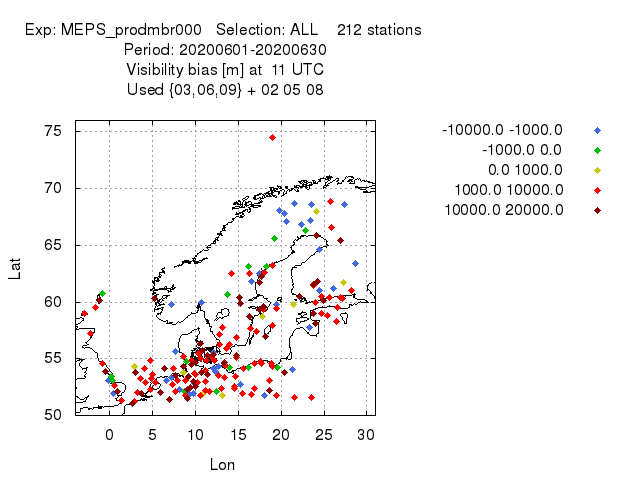 Exp: MEPS_prodmbr000 Selection: ALL 212 stations
Period: 20200601-20200630
Visibility bias [m] at 11 UTC
Used {03,06,09} + 02 05 08
-10000.0 -1000.0
-1000.0 0.0
0.0 1000.0
1000.0 10000.0
10000.0 20000.0
75
70
65
60
55
50
Lat
0 5 10 15 20 25 30
Lon